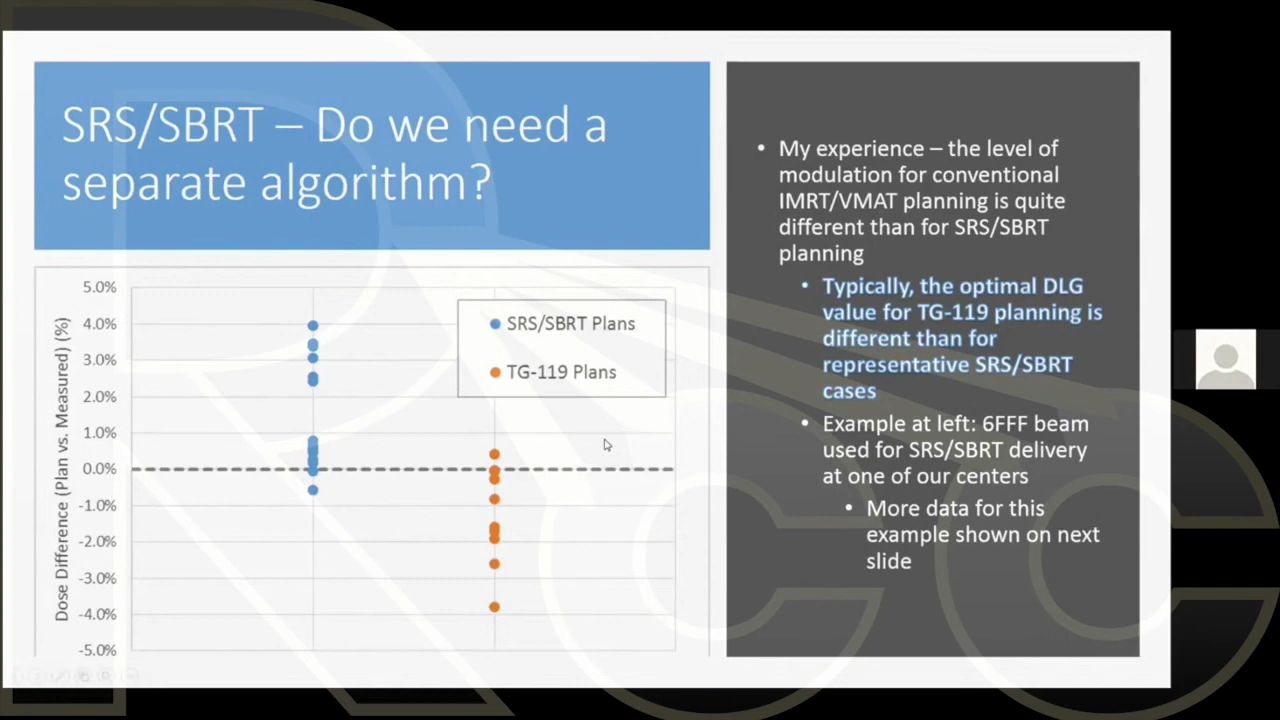 SRS/SBRT – Do we need a
separate algorithm?
5.0%
4.0%
3.0%
2.0%
1.0%
0.0%
-1.0%
-2.0%
-3.0%
-4.0%
-5.0%
Dose Difference (Plan vs. Measured) (%)
SRS/SBRT Plans
TG-119 Plans
• My experience – the level of
modulation for conventional
IMRT/VMAT planning is quite
different than for SRS/SBRT
planning
• Typically, the optimal DLG
value for TG-119 planning is
different than for
representative SRS/SBRT
cases
• Example at left: 6FFF beam
used for SRS/SBRT delivery
at one of our centers
• More data for this
example shown on next
slide